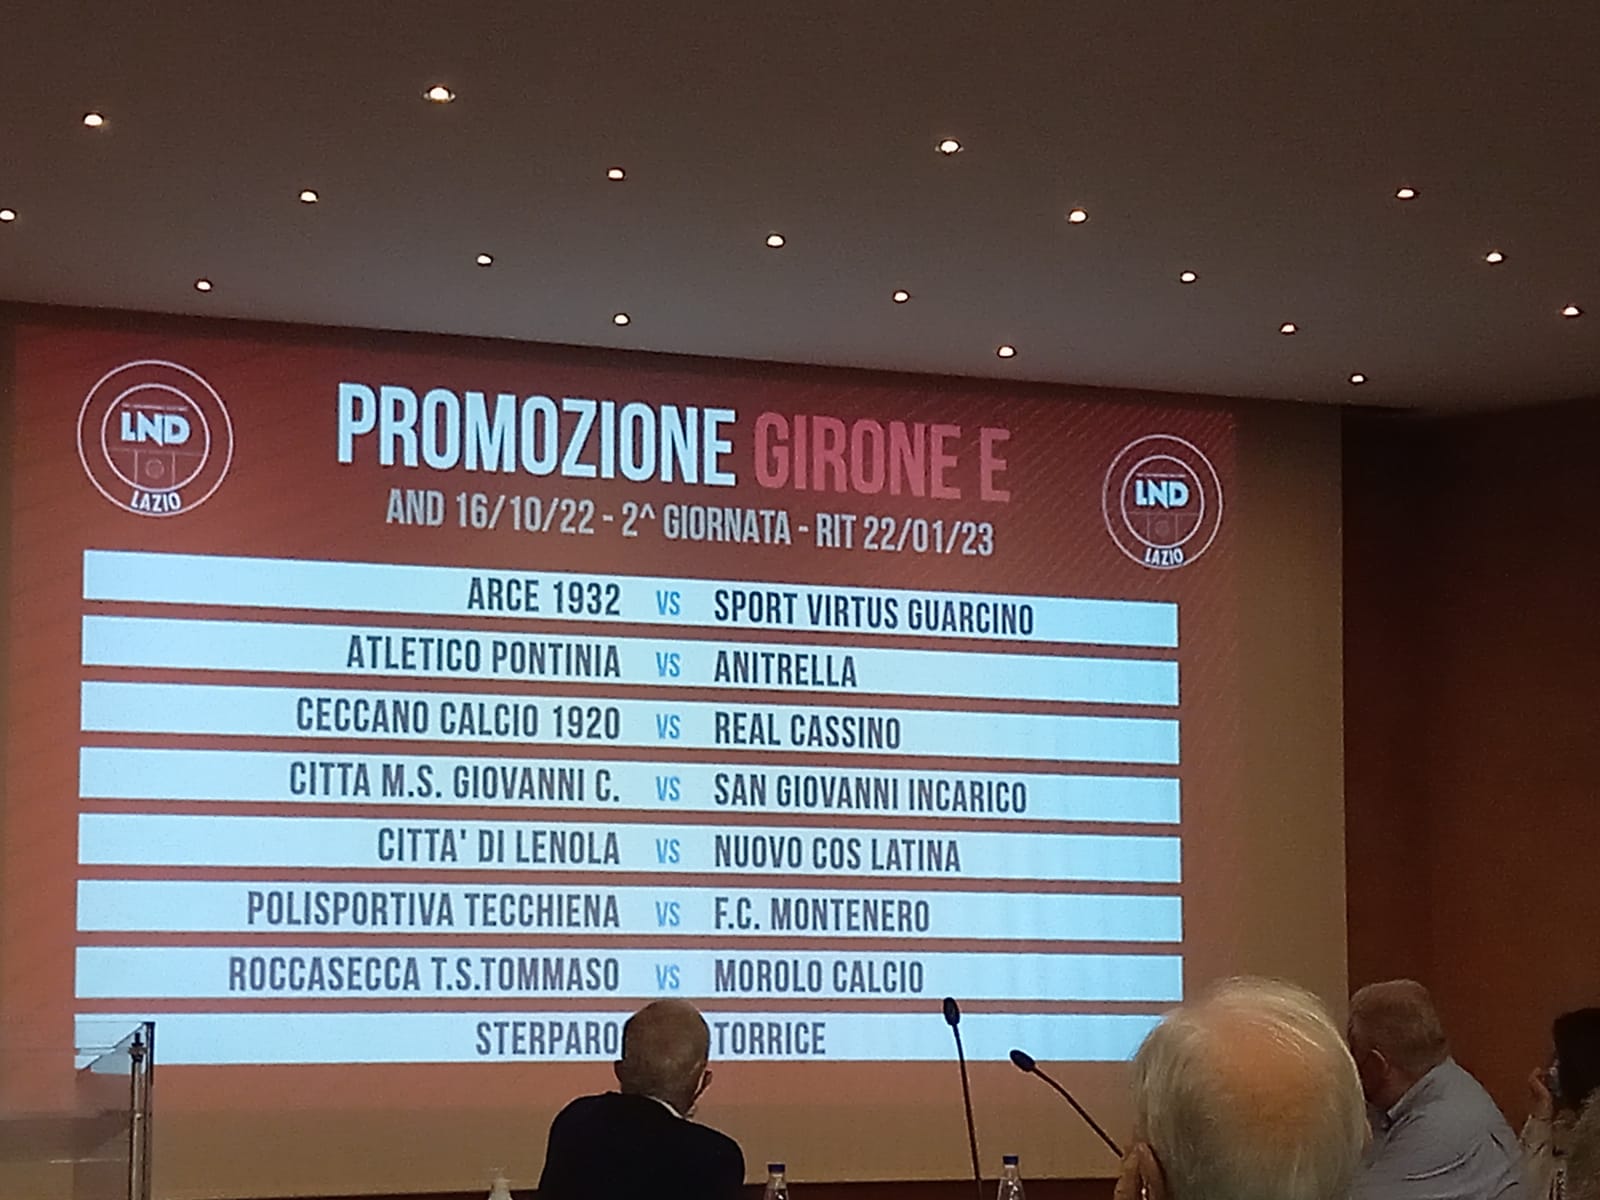 PROMOZIONE GIRONE E
AND 16/10/22 - 2^ GIORNATA - RIT 22/01/23
LND
LAZIO
LND
LAZIO
ARCE 1932 VS SPORT VIRTUS GUARCINO
ATLETICO PONTINIA VS ANITRELLA
CECCANO CALCIO 1920 VS REAL CASSINO
CITTA M.S. GIOVANNI C. VS SAN GIOVANNI INCARICO
CITTA' DI LENOLA VS NUOVO COS LATINA
POLISPORTIVA TECCHIENA VS F.C. MONTENERO
ROCCASECCA T.S.TOMMASO VS MOROLO CALCIO
STERPARO TORRICE